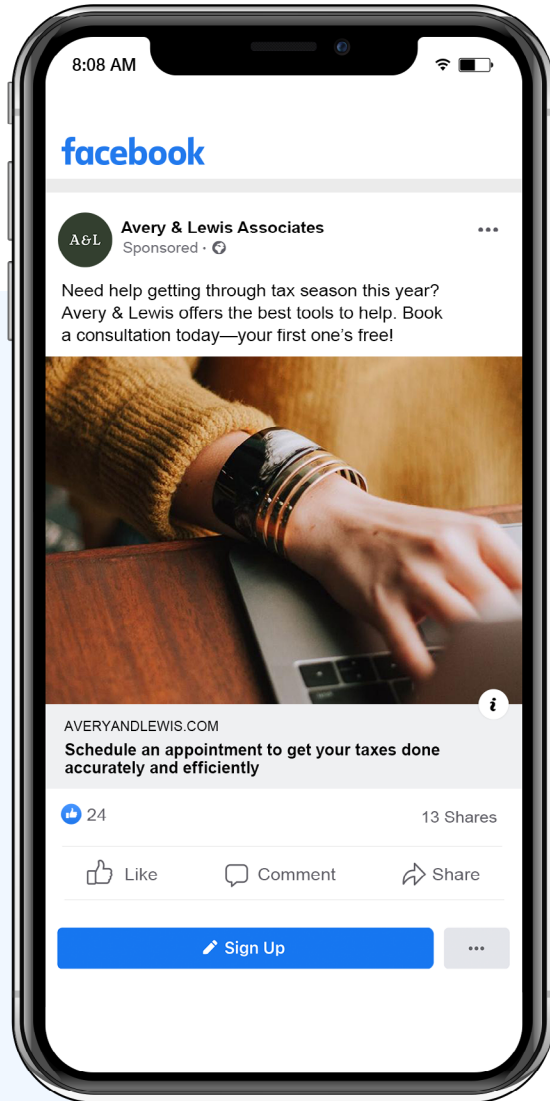 8:08 AM
facebook
A&L
Avery & Lewis Associates
Sponsored ·
Need help getting through tax season this year?
Avery & Lewis offers the best tools to help. Book
a consultation today—your first one’s free!
i
AVERYANDLEWIS.COM
Schedule an appointment to get your taxes done
accurately and efficiently
24
13 Shares
Like
Comment
Share
Sign Up